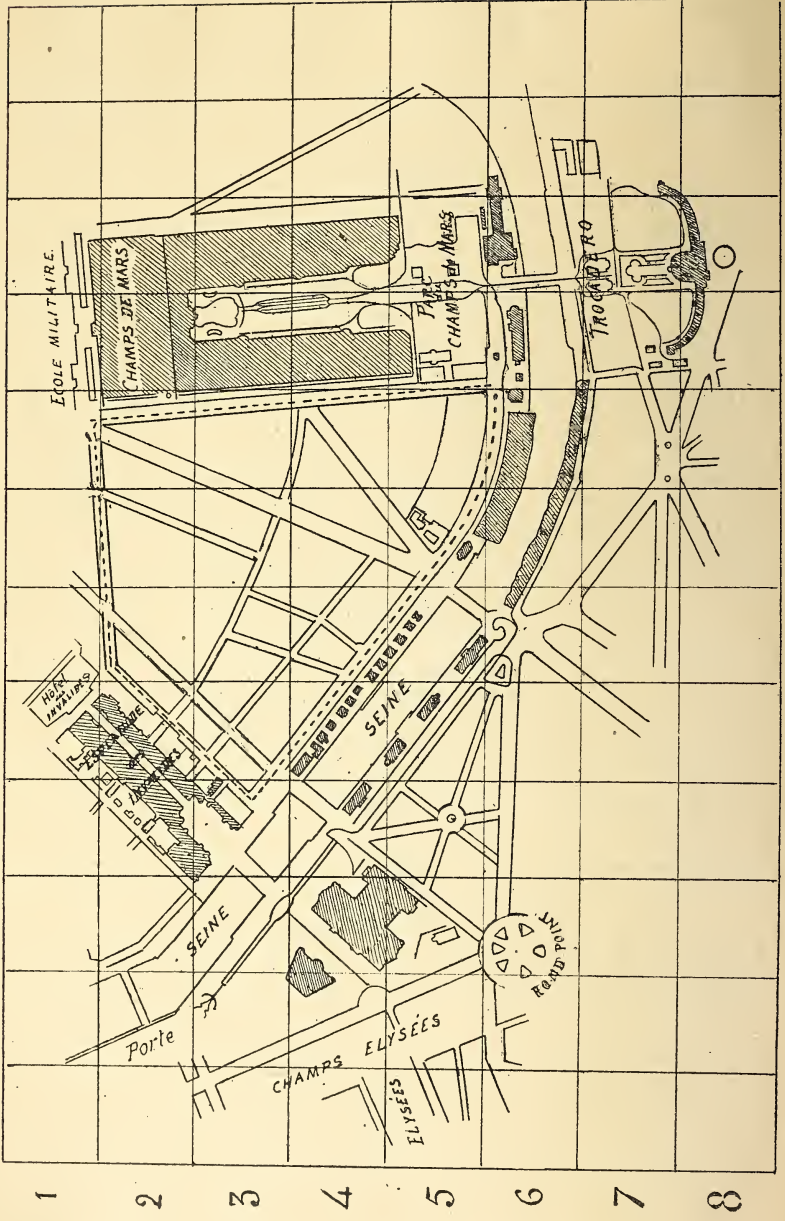 ECOLE MILITAIRE.
CHAMPS DE MARS
PARC
DU
CHAMPS DE MARS
TROCADERO
Hôtel
des
INVALIDES
ESPLANADE
des
INVALIDES
SEINE
SEINE
Porte
CHAMPS ELYSÉES
ELYSÉES
ROND POINT
1
2
3
4
5
6
7
8